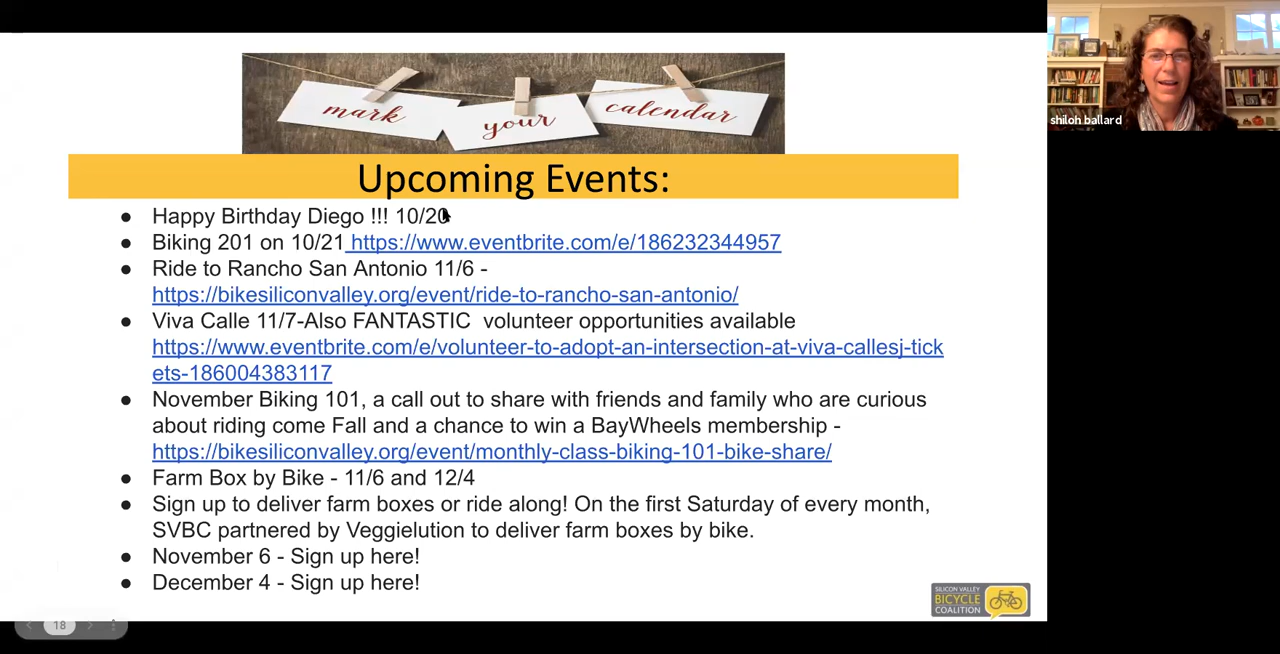 mark your calendar
Upcoming Events:
shiloh ballard
● Happy Birthday Diego !!! 10/20
● Biking 201 on 10/21 https://www.eventbrite.com/e/186232344957
● Ride to Rancho San Antonio 11/6 -
https://bikesiliconvalley.org/event/ride-to-rancho-san-antonio/
● Viva Calle 11/7-Also FANTASTIC volunteer opportunities available
https://www.eventbrite.com/e/volunteer-to-adopt-an-intersection-at-viva-callesj-tick
ets-186004383117
● November Biking 101, a call out to share with friends and family who are curious
about riding come Fall and a chance to win a BayWheels membership -
https://bikesiliconvalley.org/event/monthly-class-biking-101-bike-share/
● Farm Box by Bike - 11/6 and 12/4
● Sign up to deliver farm boxes or ride along! On the first Saturday of every month,
SVBC partnered by Veggielution to deliver farm boxes by bike.
● November 6 - Sign up here!
● December 4 - Sign up here!
SILICON VALLEY
BICYCLE
COALITION
18